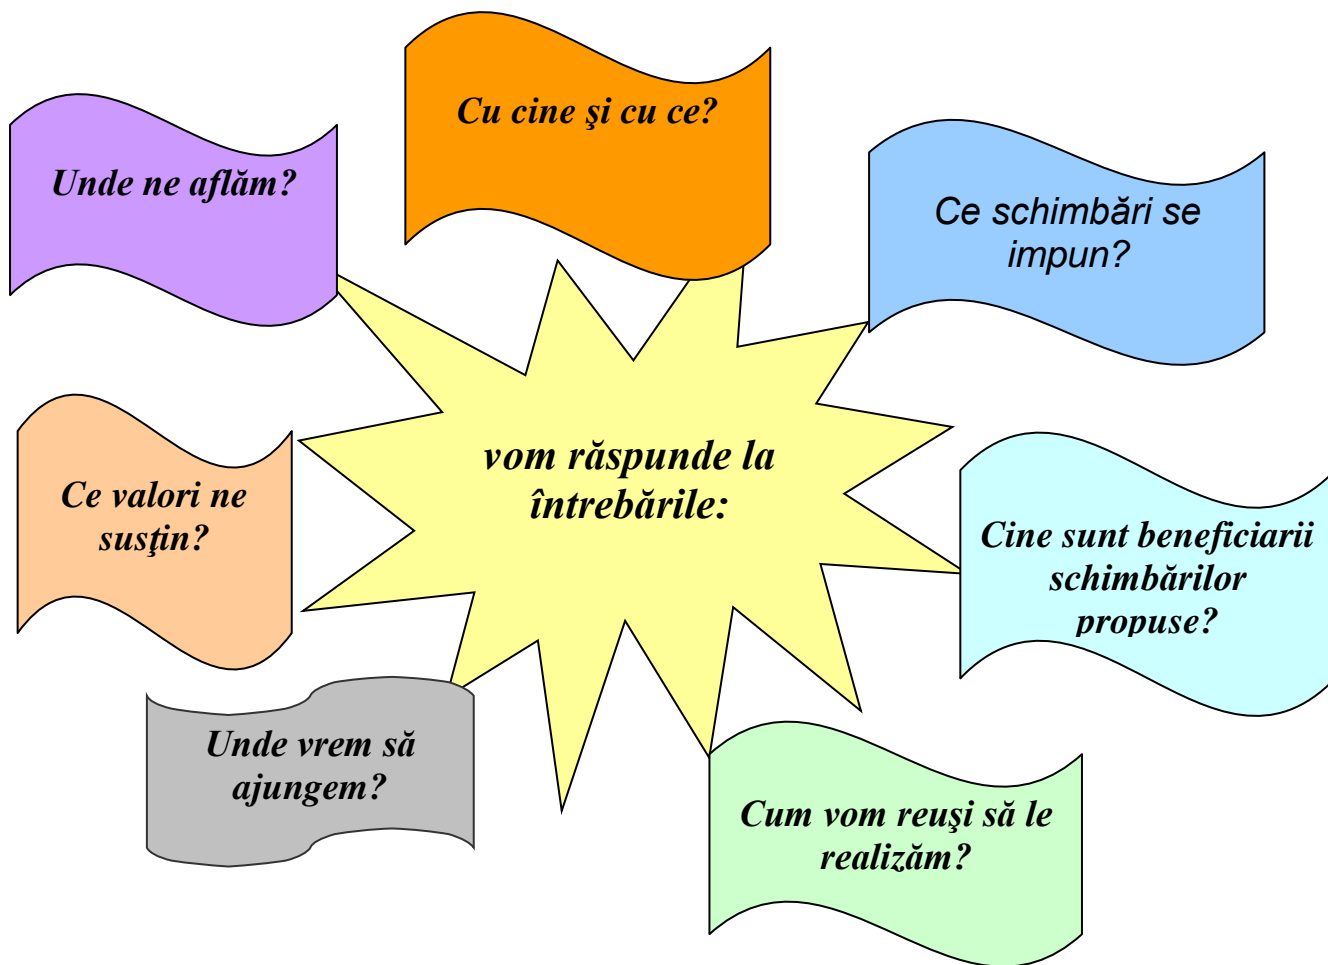 Cu cine şi cu ce?
Unde ne aflăm?
Ce schimbări se
impun?
vom răspunde la
întrebările:
Ce valori ne
susţin?
Cine sunt beneficiarii
schimbărilor
propuse?
Unde vrem să
ajungem?
Cum vom reuşi să le
realizăm?